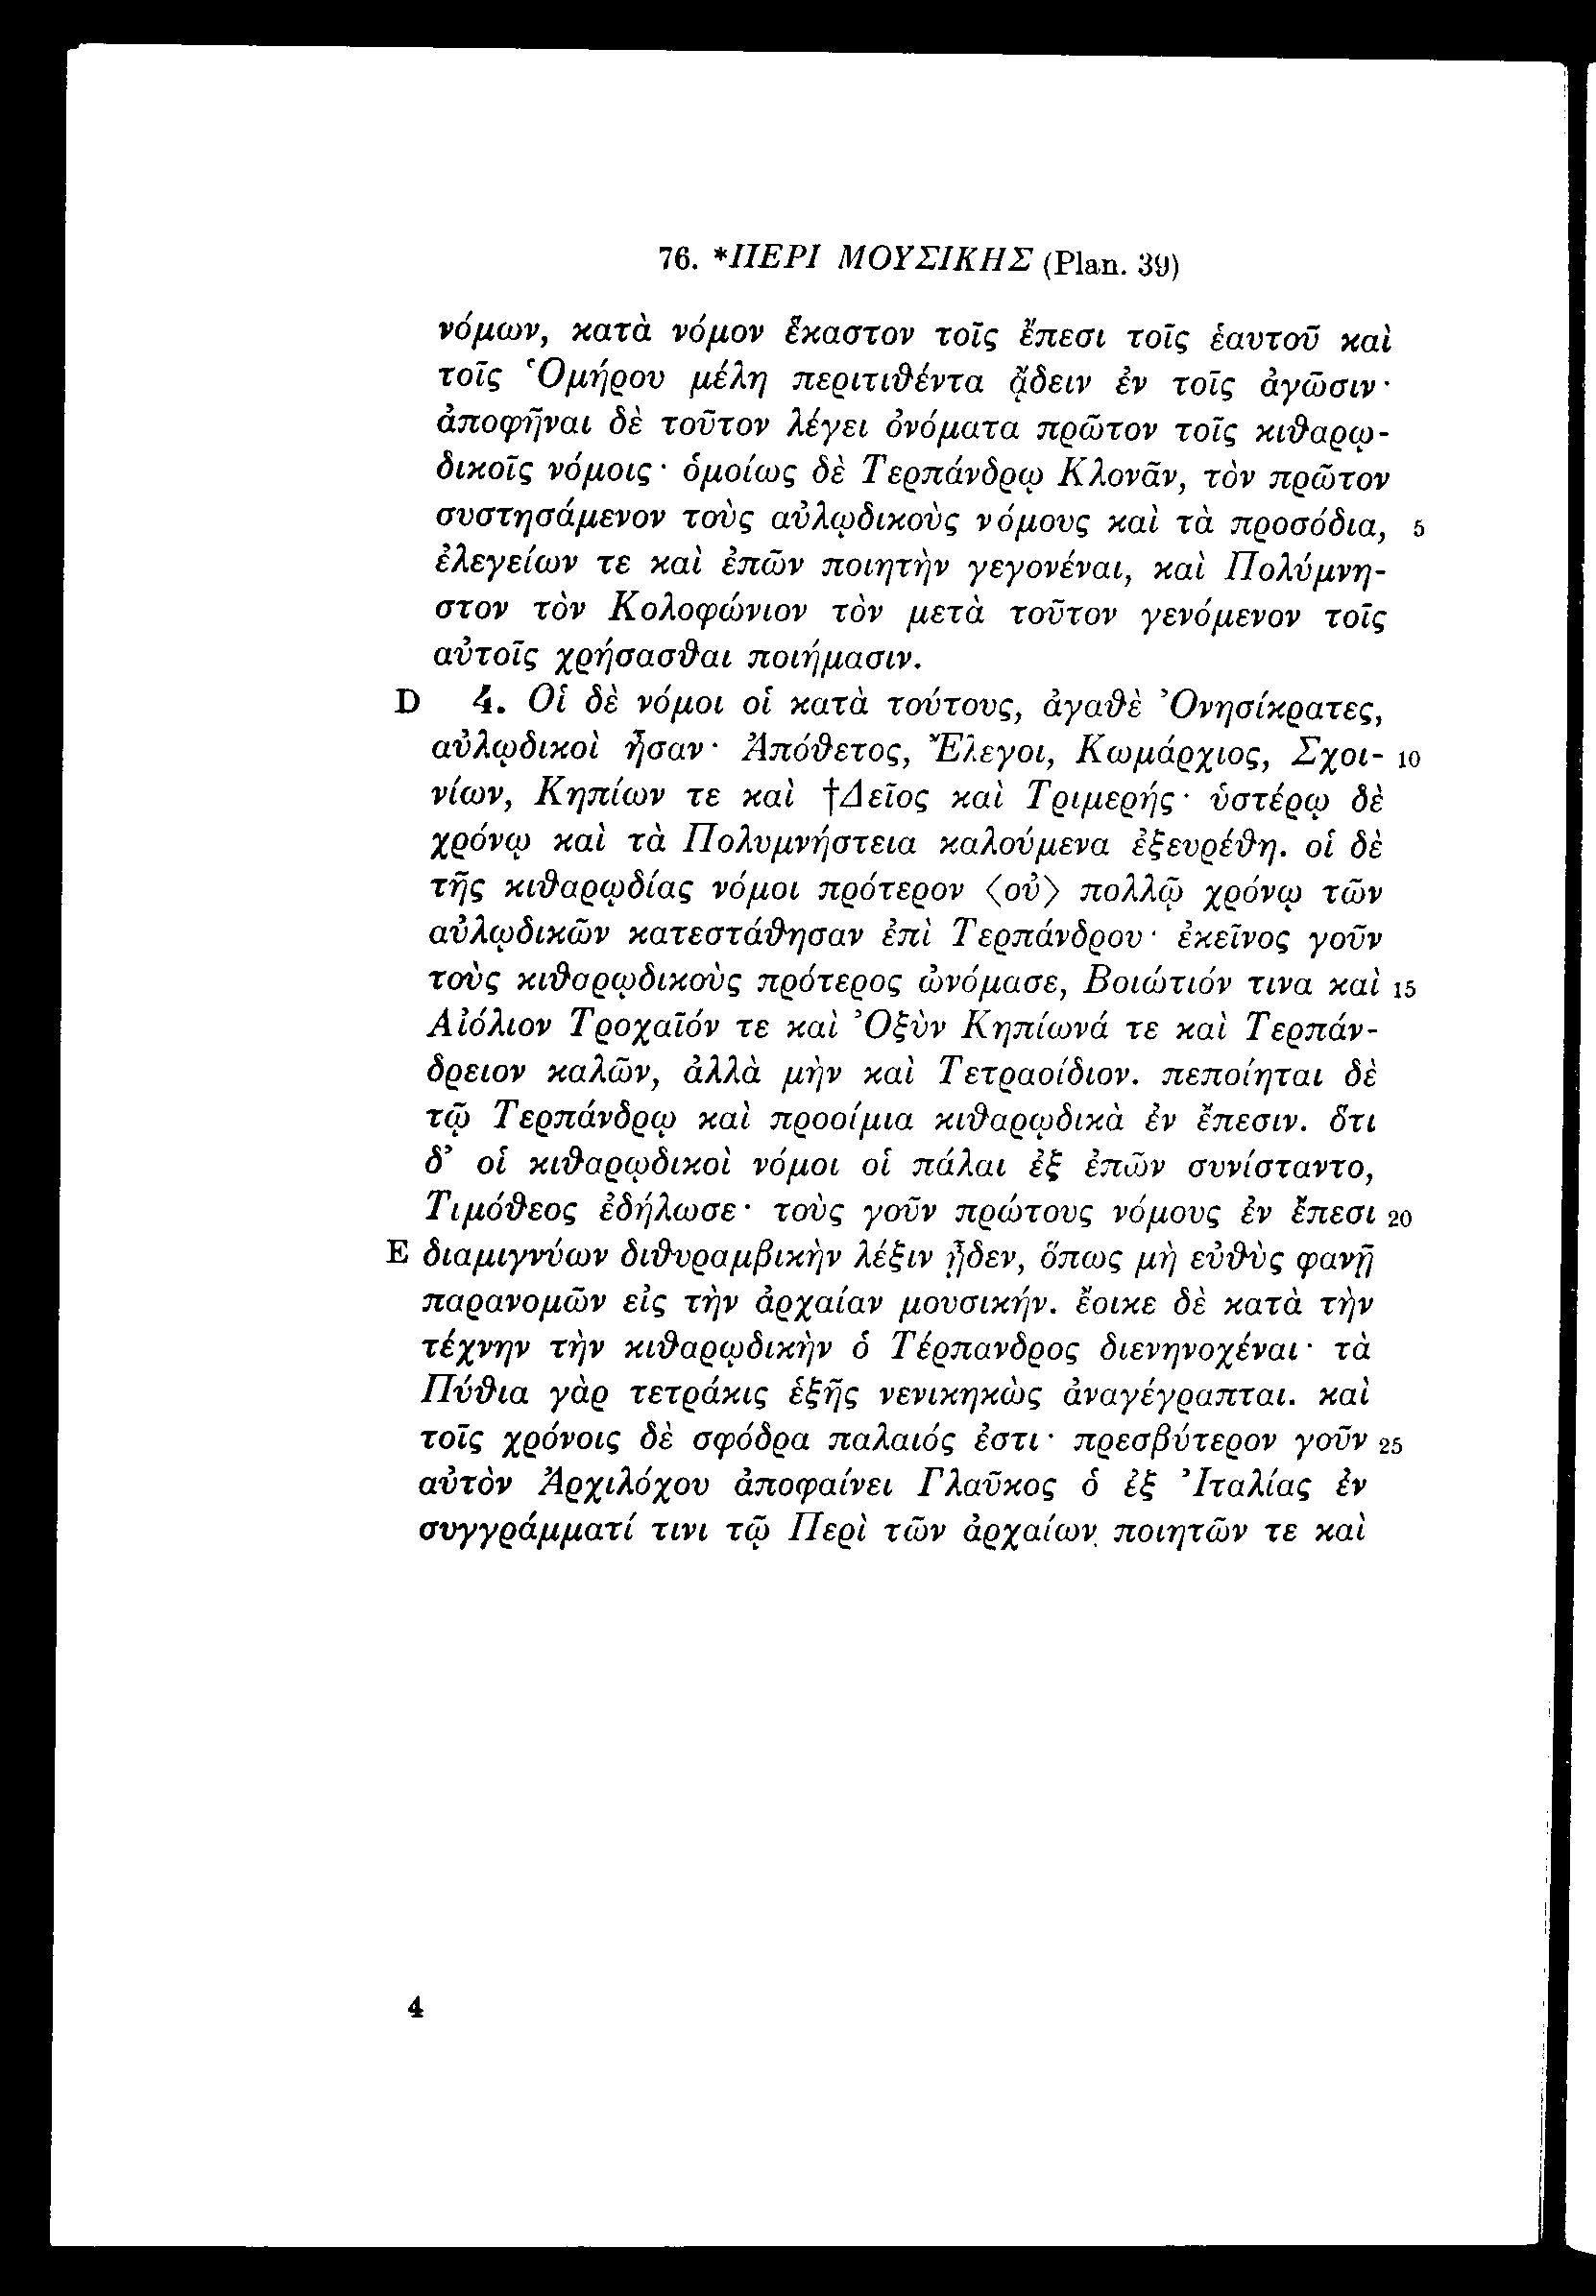 76. *ΠΕΡΙ ΜΟΥΣΙΚΗΣ (Plan. 39)
νόμων, κατὰ νόμον ἕκαστον τοῖς ἔπεσι τοῖς ἑαυτοῦ καὶ
τοῖς Ὁμήρου μέλη περιτιθέντα ᾄδειν ἐν τοῖς ἀγῶσιν·
ἀποφῆναι δὲ τοῦτον λέγει ὀνόματα πρῶτον τοῖς κιθαρῳ-
δικοῖς νόμοις· ὁμοίως δὲ Τερπάνδρῳ Κλονᾶν, τὸν πρῶτον
συστησάμενον τοὺς αὐλῳδικοὺς νόμους καὶ τὰ προσόδια, 5
ἐλεγείων τε καὶ ἐπῶν ποιητὴν γεγονέναι, καὶ Πολύμνη-
στον τὸν Κολοφώνιον τὸν μετὰ τοῦτον γενόμενον τοῖς
αὐτοῖς χρήσασθαι ποιήμασιν.
D 4. Οἱ δὲ νόμοι οἱ κατὰ τούτους, ἀγαθὲ Ὀνησίκρατες,
αὐλῳδικοὶ ἦσαν· Ἀπόθετος, Ἔλεγοι, Κωμάρχιος, Σχοι- 10
νίων, Κηπίων τε καὶ †Δεῖος καὶ Τριμερής· ὑστέρῳ δὲ
χρόνῳ καὶ τὰ Πολυμνήστεια καλούμενα ἐξευρέθη. οἱ δὲ
τῆς κιθαρῳδίας νόμοι πρότερον ⟨οὐ⟩ πολλῷ χρόνῳ τῶν
αὐλῳδικῶν κατεστάθησαν ἐπὶ Τερπάνδρου· ἐκεῖνος γοῦν
τοὺς κιθαρῳδικοὺς πρότερος ὠνόμασε, Βοιώτιόν τινα καὶ 15
Αἰόλιον Τροχαῖόν τε καὶ Ὀξὺν Κηπίωνά τε καὶ Τερπάν-
δρειον καλῶν, ἀλλὰ μὴν καὶ Τετραοίδιον. πεποίηται δὲ
τῷ Τερπάνδρῳ καὶ προοίμια κιθαρῳδικὰ ἐν ἔπεσιν. ὅτι
δ’ οἱ κιθαρῳδικοὶ νόμοι οἱ πάλαι ἐξ ἐπῶν συνίσταντο,
Τιμόθεος ἐδήλωσε· τοὺς γοῦν πρώτους νόμους ἐν ἔπεσι 20
E διαμιγνύων διθυραμβικὴν λέξιν ᾖδεν, ὅπως μὴ εὐθὺς φανῇ
παρανομῶν εἰς τὴν ἀρχαίαν μουσικήν. ἔοικε δὲ κατὰ τὴν
τέχνην τὴν κιθαρῳδικὴν ὁ Τέρπανδρος διενηνοχέναι· τὰ
Πύθια γὰρ τετράκις ἑξῆς νενικηκὼς ἀναγέγραπται. καὶ
τοῖς χρόνοις δὲ σφόδρα παλαιός ἐστι· πρεσβύτερον γοῦν 25
αὐτὸν Ἀρχιλόχου ἀποφαίνει Γλαῦκος ὁ ἐξ Ἰταλίας ἐν
συγγράμματί τινι τῷ Περὶ τῶν ἀρχαίων ποιητῶν τε καὶ
4